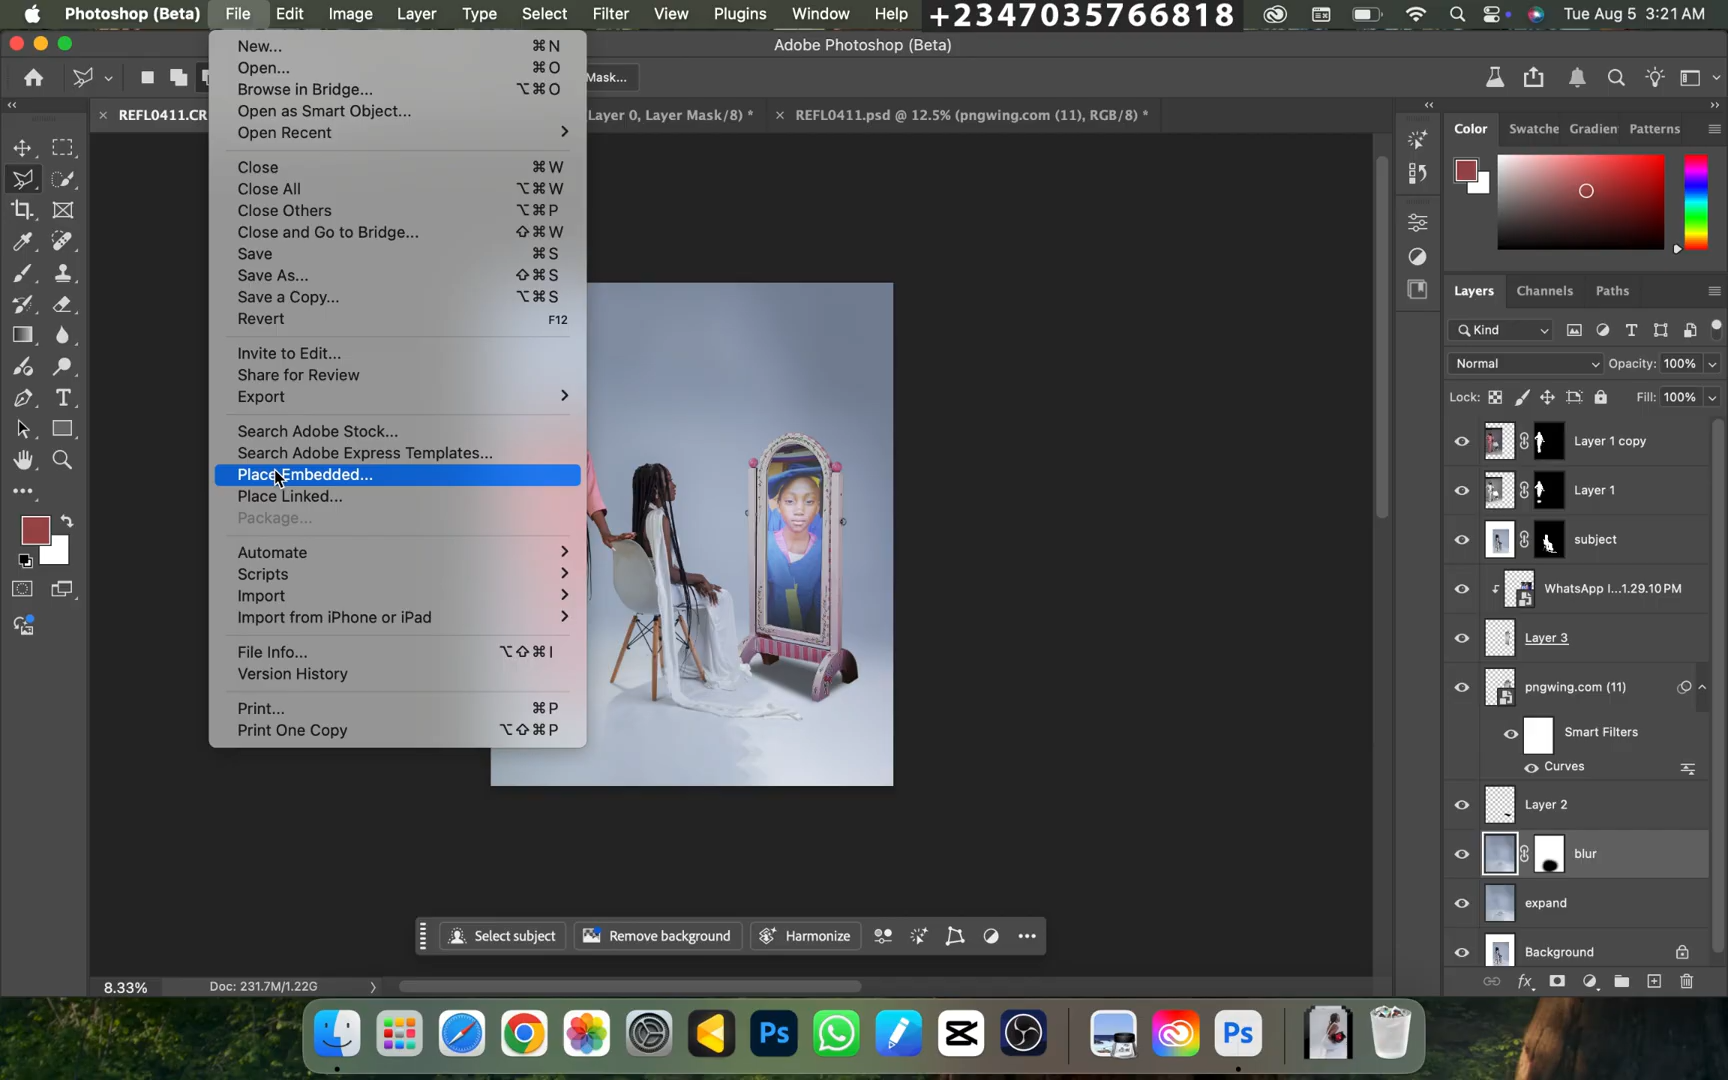 Photoshop (Beta) File Edit Image Layer Type Select Filter View Plugins Window Help +2347035766818 Tue Aug 5 3:21 AM
Adobe Photoshop (Beta)
Mask...
REFL0411.CR Layer 0, Layer Mask/8) * REFL0411.psd @ 12.5% (pngwing.com (11), RGB/8) *
New... ⌘N
Open... ⌘O
Browse in Bridge... ⌥⌘O
Open as Smart Object...
Open Recent
Close ⌘W
Close All ⌥⌘W
Close Others ⌥⌘P
Close and Go to Bridge... ⇧⌘W
Save ⌘S
Save As... ⇧⌘S
Save a Copy... ⌥⌘S
Revert F12
Invite to Edit...
Share for Review
Export
Search Adobe Stock...
Search Adobe Express Templates...
Place Embedded...
Place Linked...
Package...
Automate
Scripts
Import
Import from iPhone or iPad
File Info... ⌥⇧⌘I
Version History
Print... ⌘P
Print One Copy ⌥⇧⌘P
Color Swatche Gradien Patterns
Layers Channels Paths
Kind
Normal Opacity: 100%
Lock: Fill: 100%
Layer 1 copy
Layer 1
subject
WhatsApp I...1.29.10 PM
Layer 3
pngwing.com (11)
Smart Filters
Curves
Layer 2
blur
expand
Background
fx
Select subject Remove background Harmonize
8.33% Doc: 231.7M/1.22G
Ps
Ps